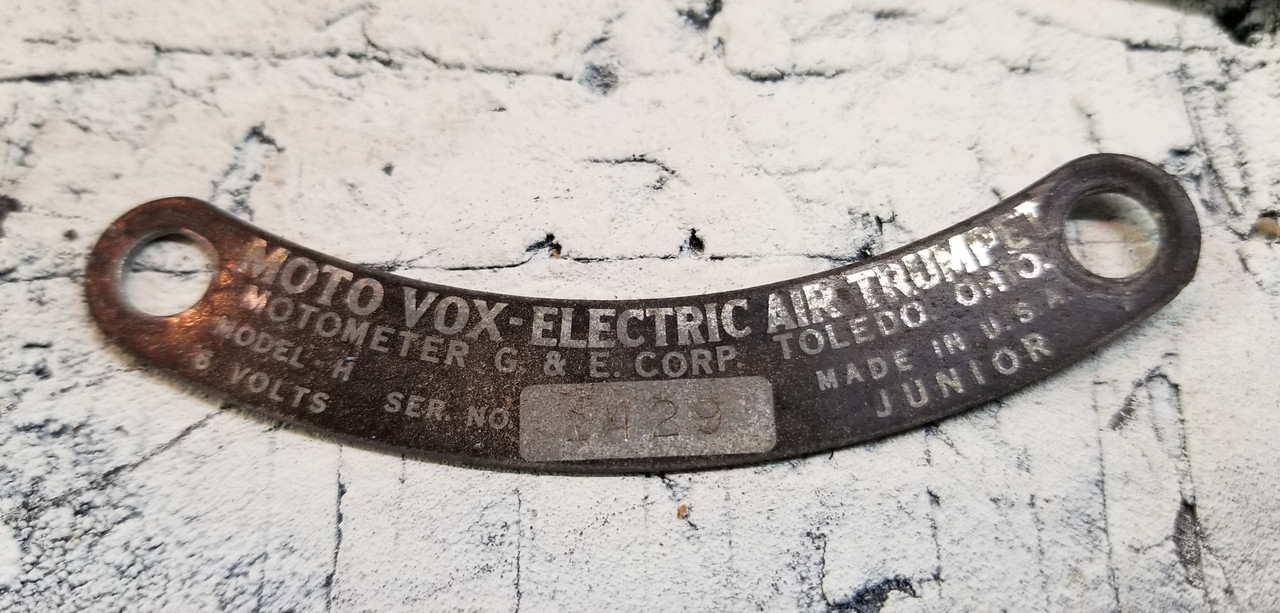 MOTO VOX-ELECTRIC AIR TRUMPET
MOTOMETER G & E. CORP. TOLEDO OHIO.
MODEL-H
MADE IN U.S.A
6 VOLTS
SER. NO.
JUNIOR